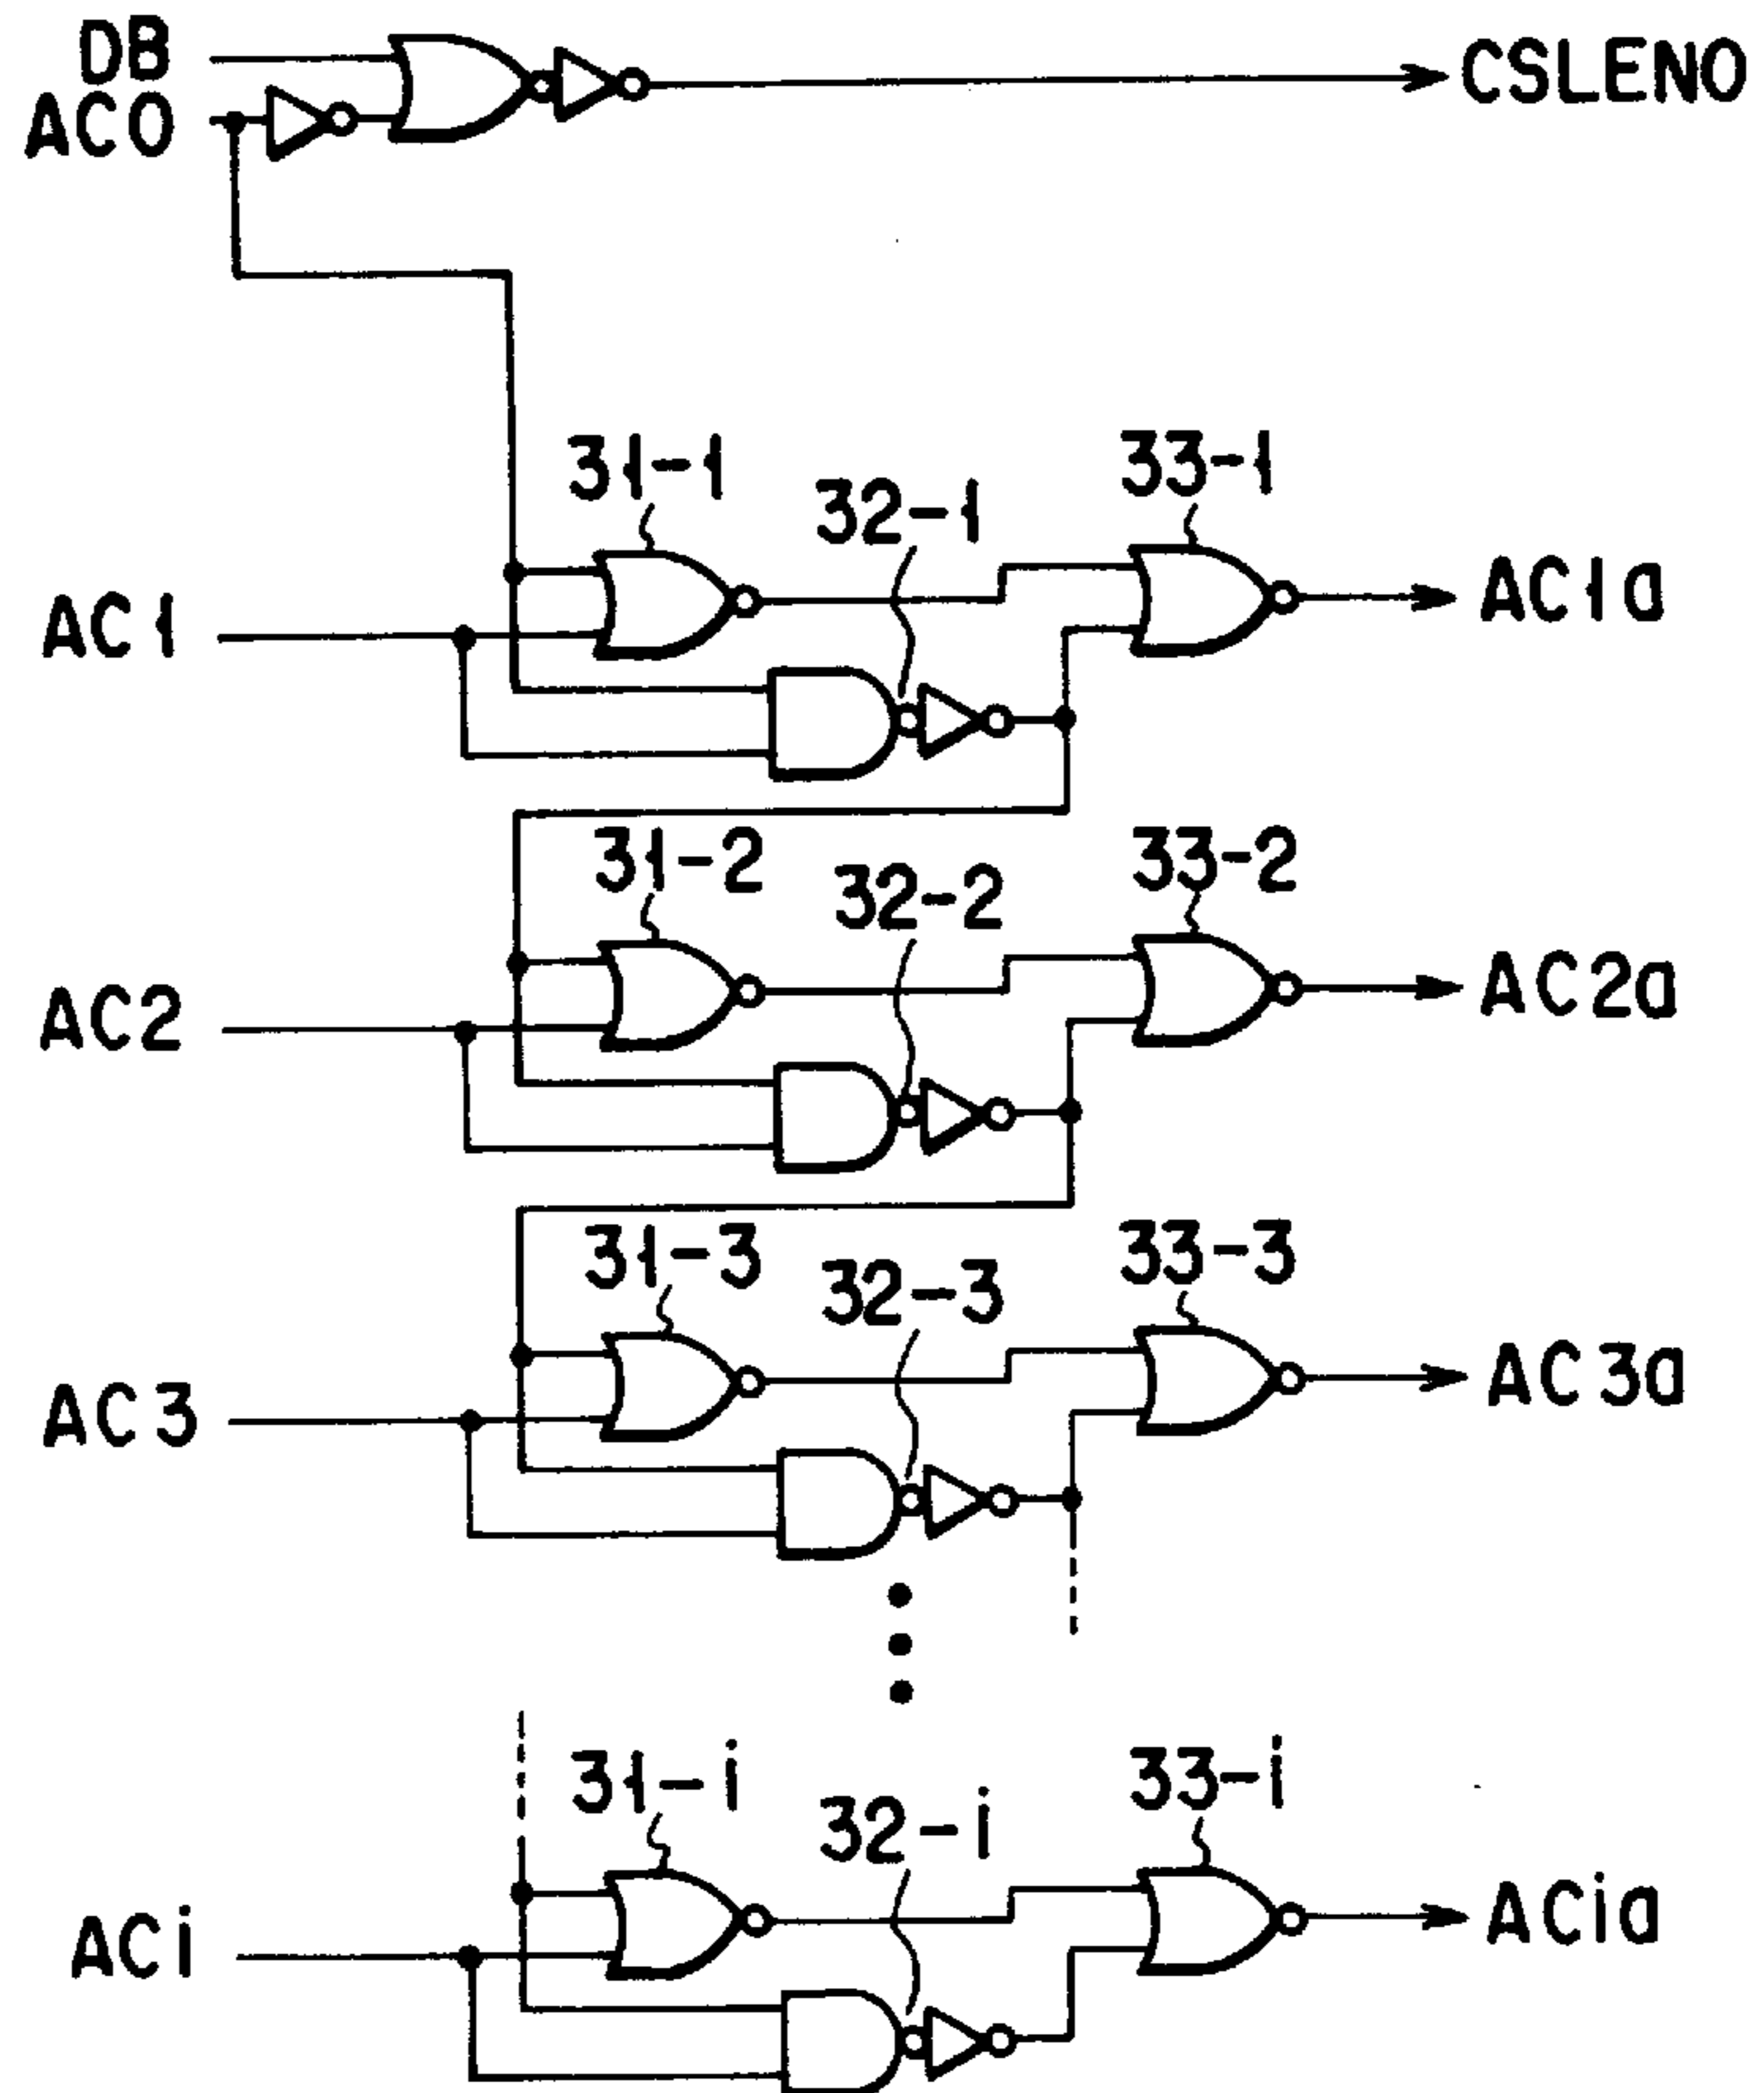 DB
CSLEN0
AC0
31-1
33-1
32-1
AC1a
AC1
31-2
33-2
32-2
AC2a
AC2
31-3
33-3
32-3
AC3a
AC3
31-i
33-i
32-i
ACia
ACi